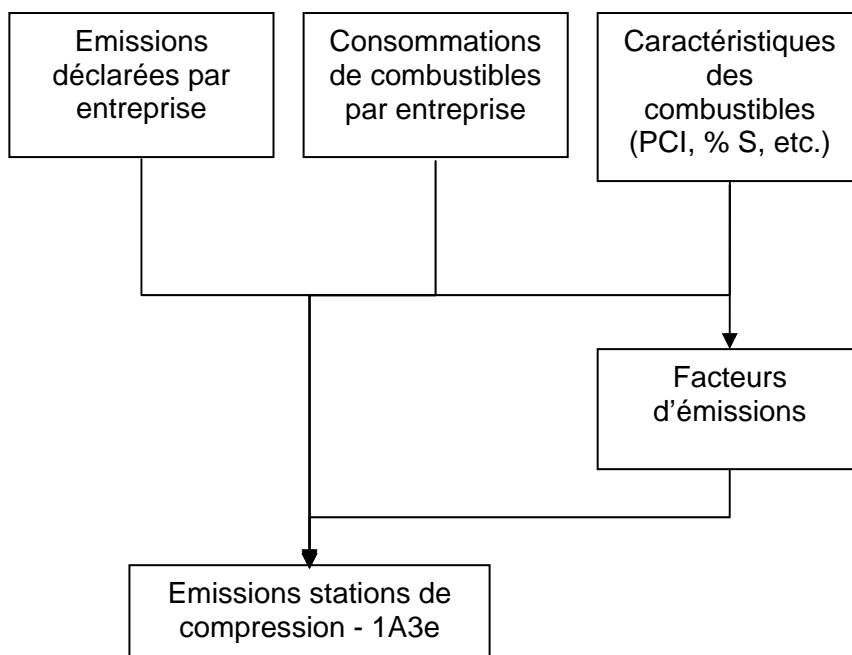 Emissions
déclarées par
entreprise
Consommations
de combustibles
par entreprise
Caractéristiques
des
combustibles
(PCI, % S, etc.)
Facteurs
d'émissions
Emissions stations de
compression - 1A3e